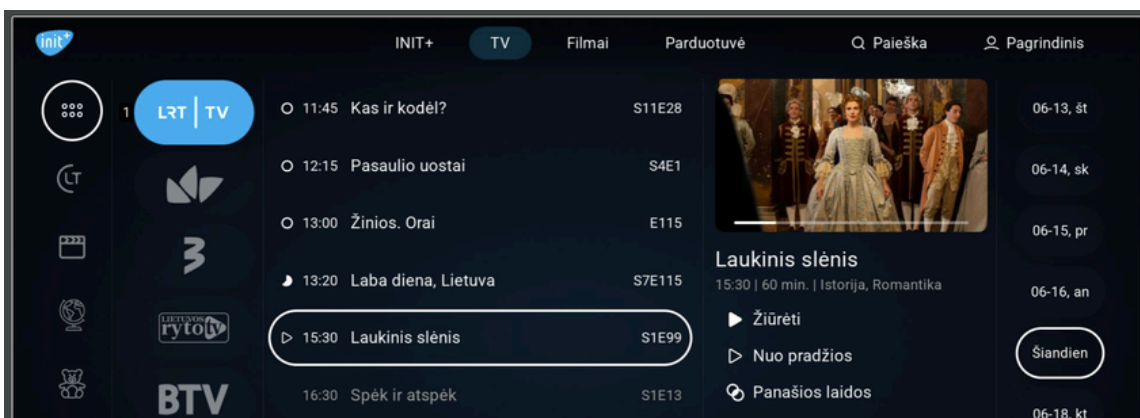 init+
INIT+
TV
Filmai
Parduotuvė
Paieška
Pagrindinis
LT
1
LRT | TV
3
LIETUVOS
ryto tv
BTV
11:45 Kas ir kodėl? S11E28
12:15 Pasaulio uostai S4E1
13:00 Žinios. Orai E115
13:20 Laba diena, Lietuva S7E115
15:30 Laukinis slėnis S1E99
16:30 Spėk ir atspėk S1E13
Laukinis slėnis
15:30 | 60 min. | Istorija, Romantika
Žiūrėti
Nuo pradžios
Panašios laidos
06-13, št
06-14, sk
06-15, pr
06-16, an
Šiandien
06-18, kt